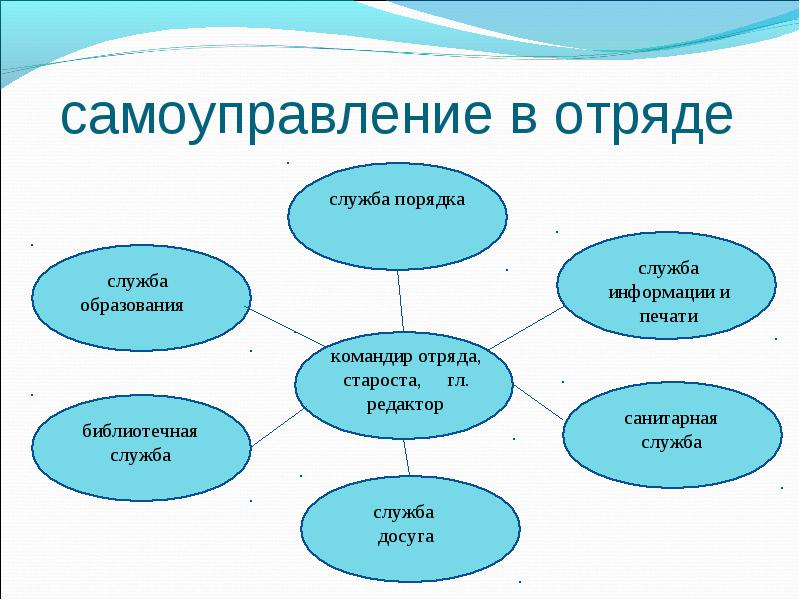 самоуправление в отряде
служба порядка
служба
образования
служба
информации и
печати
командир отряда,
староста, гл.
редактор
библиотечная
служба
санитарная
служба
служба
досуга